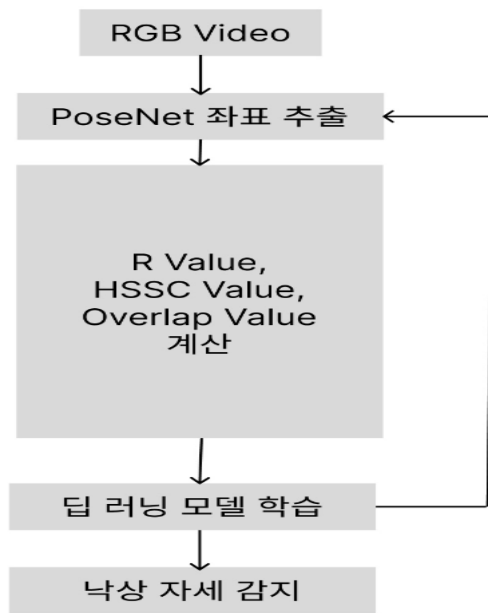 RGB Video
PoseNet 좌표 추출
R Value,
HSSC Value,
Overlap Value
계산
딥 러닝 모델 학습
낙상 자세 감지